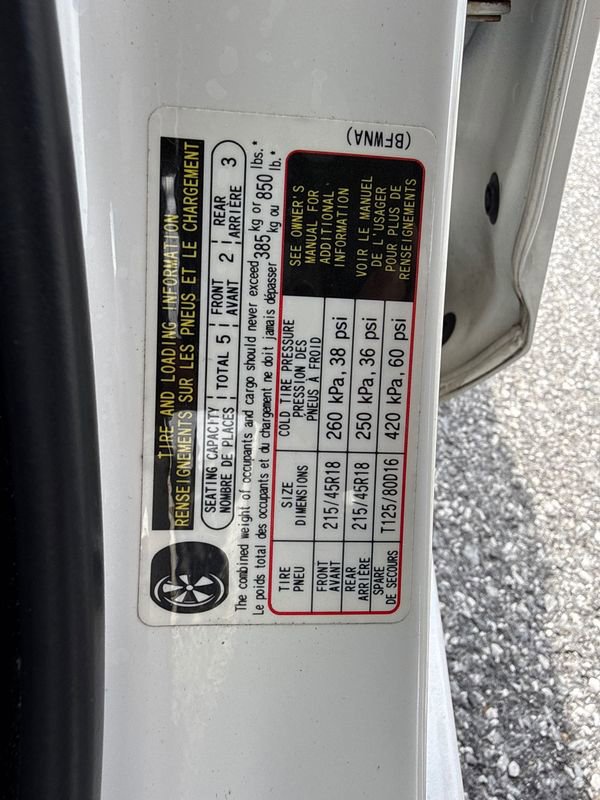 (BFWNA)
TIRE AND LOADING INFORMATION
RENSEIGNEMENTS SUR LES PNEUS ET LE CHARGEMENT
SEATING CAPACITY TOTAL 5 FRONT 2 REAR 3
NOMBRE DE PLACES AVANT ARRIÈRE
The combined weight of occupants and cargo should never exceed 385 kg or 850 lbs.*
Le poids total des occupants et du chargement ne doit jamais dépasser kg ou lb.*
TIRE SIZE COLD TIRE PRESSURE
PNEU DIMENSIONS PRESSION DES
PNEUS À FROID
FRONT
AVANT 215/45R18 260 kPa, 38 psi
REAR
ARRIÈRE 215/45R18 250 kPa, 36 psi
SPARE
DE SECOURS T125/80D16 420 kPa, 60 psi
SEE OWNER'S
MANUAL FOR
ADDITIONAL
INFORMATION
VOIR LE MANUEL
DE L'USAGER
POUR PLUS DE
RENSEIGNEMENTS